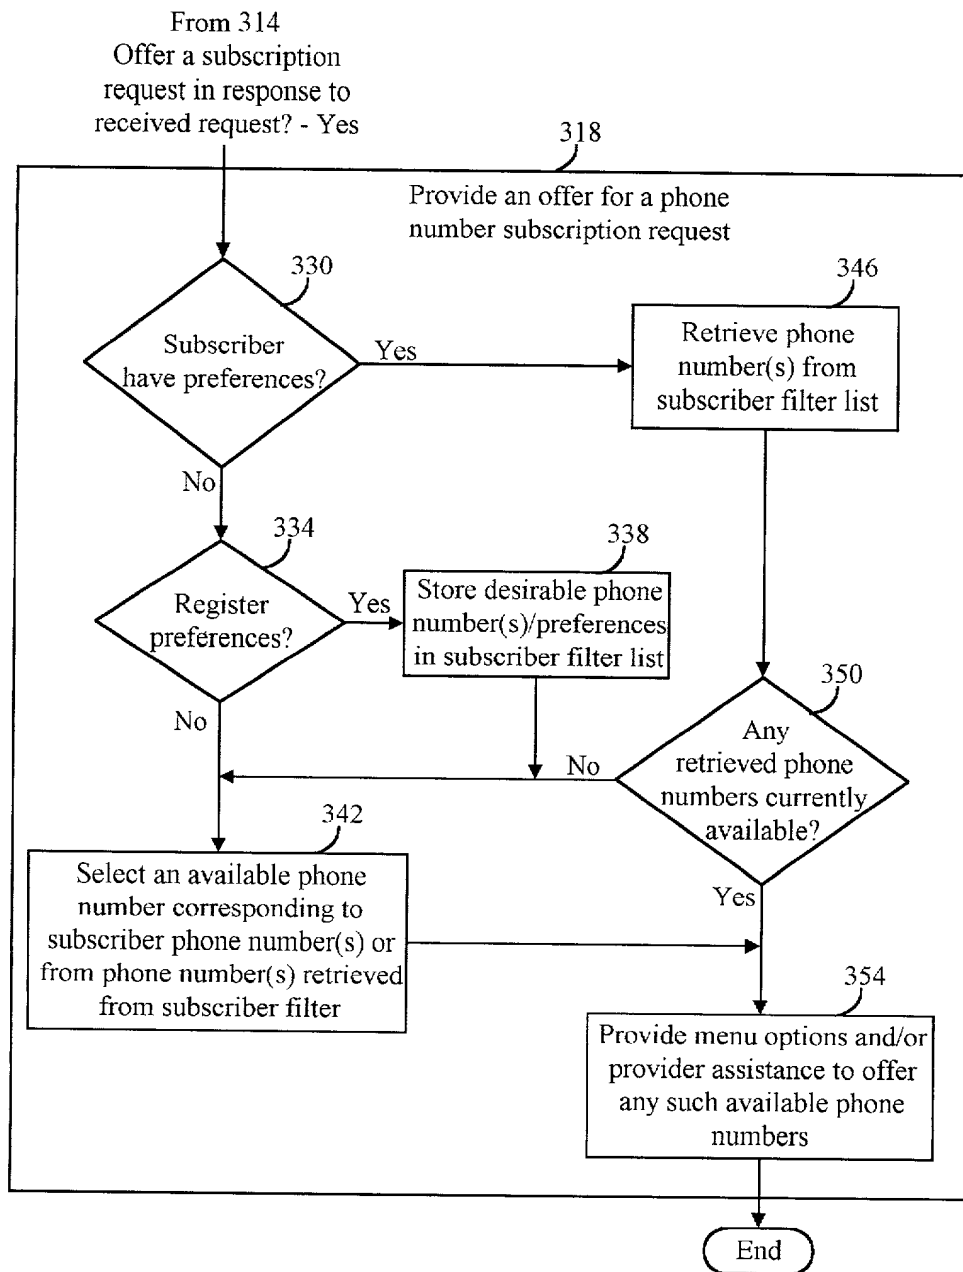 From 314
Offer a subscription
request in response to
received request? - Yes
318
Provide an offer for a phone
number subscription request
330
Subscriber
have preferences?
Yes
No
346
Retrieve phone
number(s) from
subscriber filter list
334
Register
preferences?
Yes
No
338
Store desirable phone
number(s)/preferences
in subscriber filter list
350
Any
retrieved phone
numbers currently
available?
No
Yes
342
Select an available phone
number corresponding to
subscriber phone number(s) or
from phone number(s) retrieved
from subscriber filter
354
Provide menu options and/or
provider assistance to offer
any such available phone
numbers
End